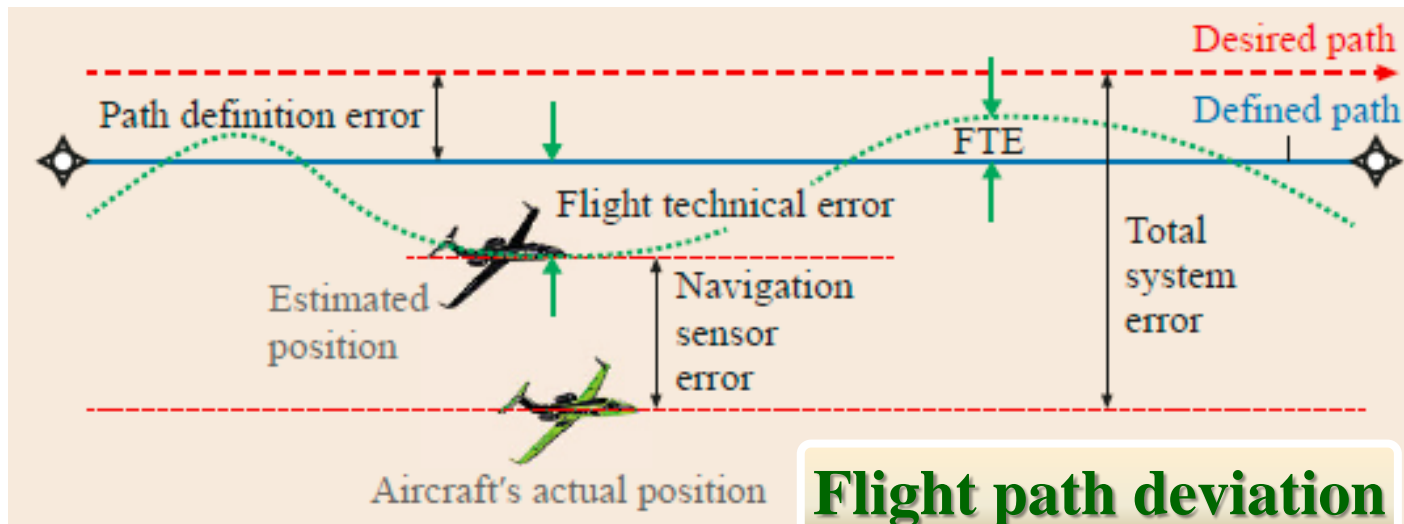 Desired path
Path definition error
Defined path
FTE
Flight technical error
Total
system
error
Estimated
position
Navigation
sensor
error
Aircraft's actual position
Flight path deviation